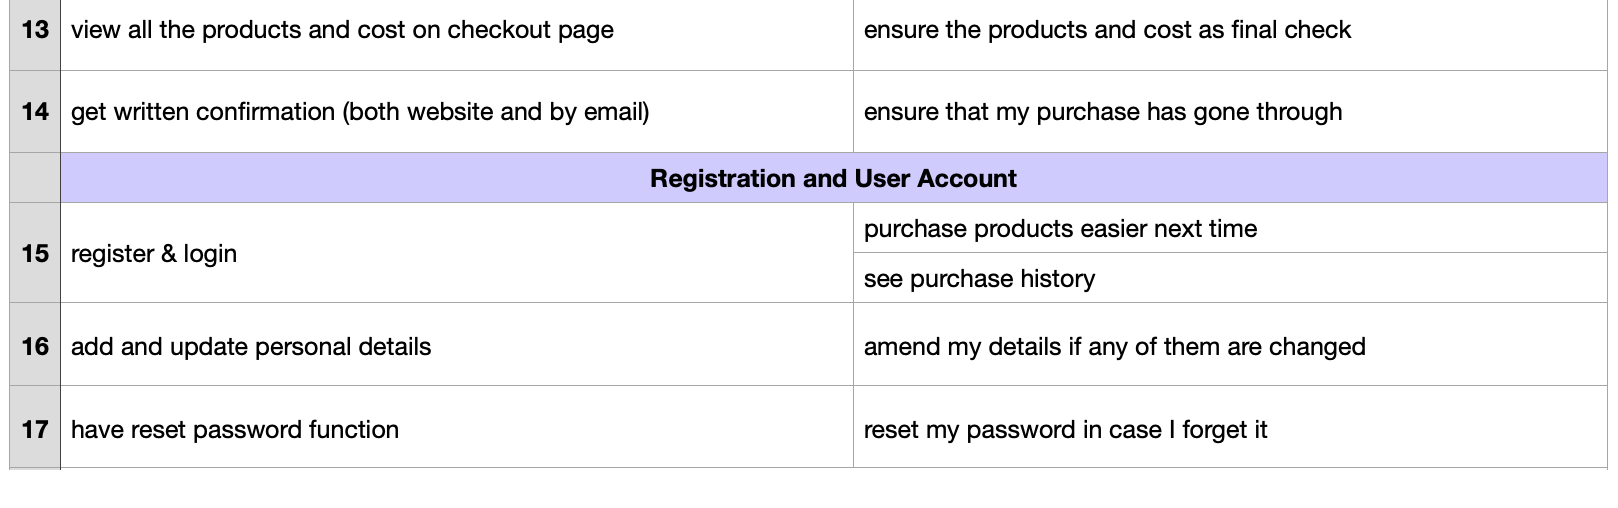 13 view all the products and cost on checkout page ensure the products and cost as final check
14 get written confirmation (both website and by email) ensure that my purchase has gone through
Registration and User Account
15 register & login purchase products easier next time
see purchase history
16 add and update personal details amend my details if any of them are changed
17 have reset password function reset my password in case I forget it